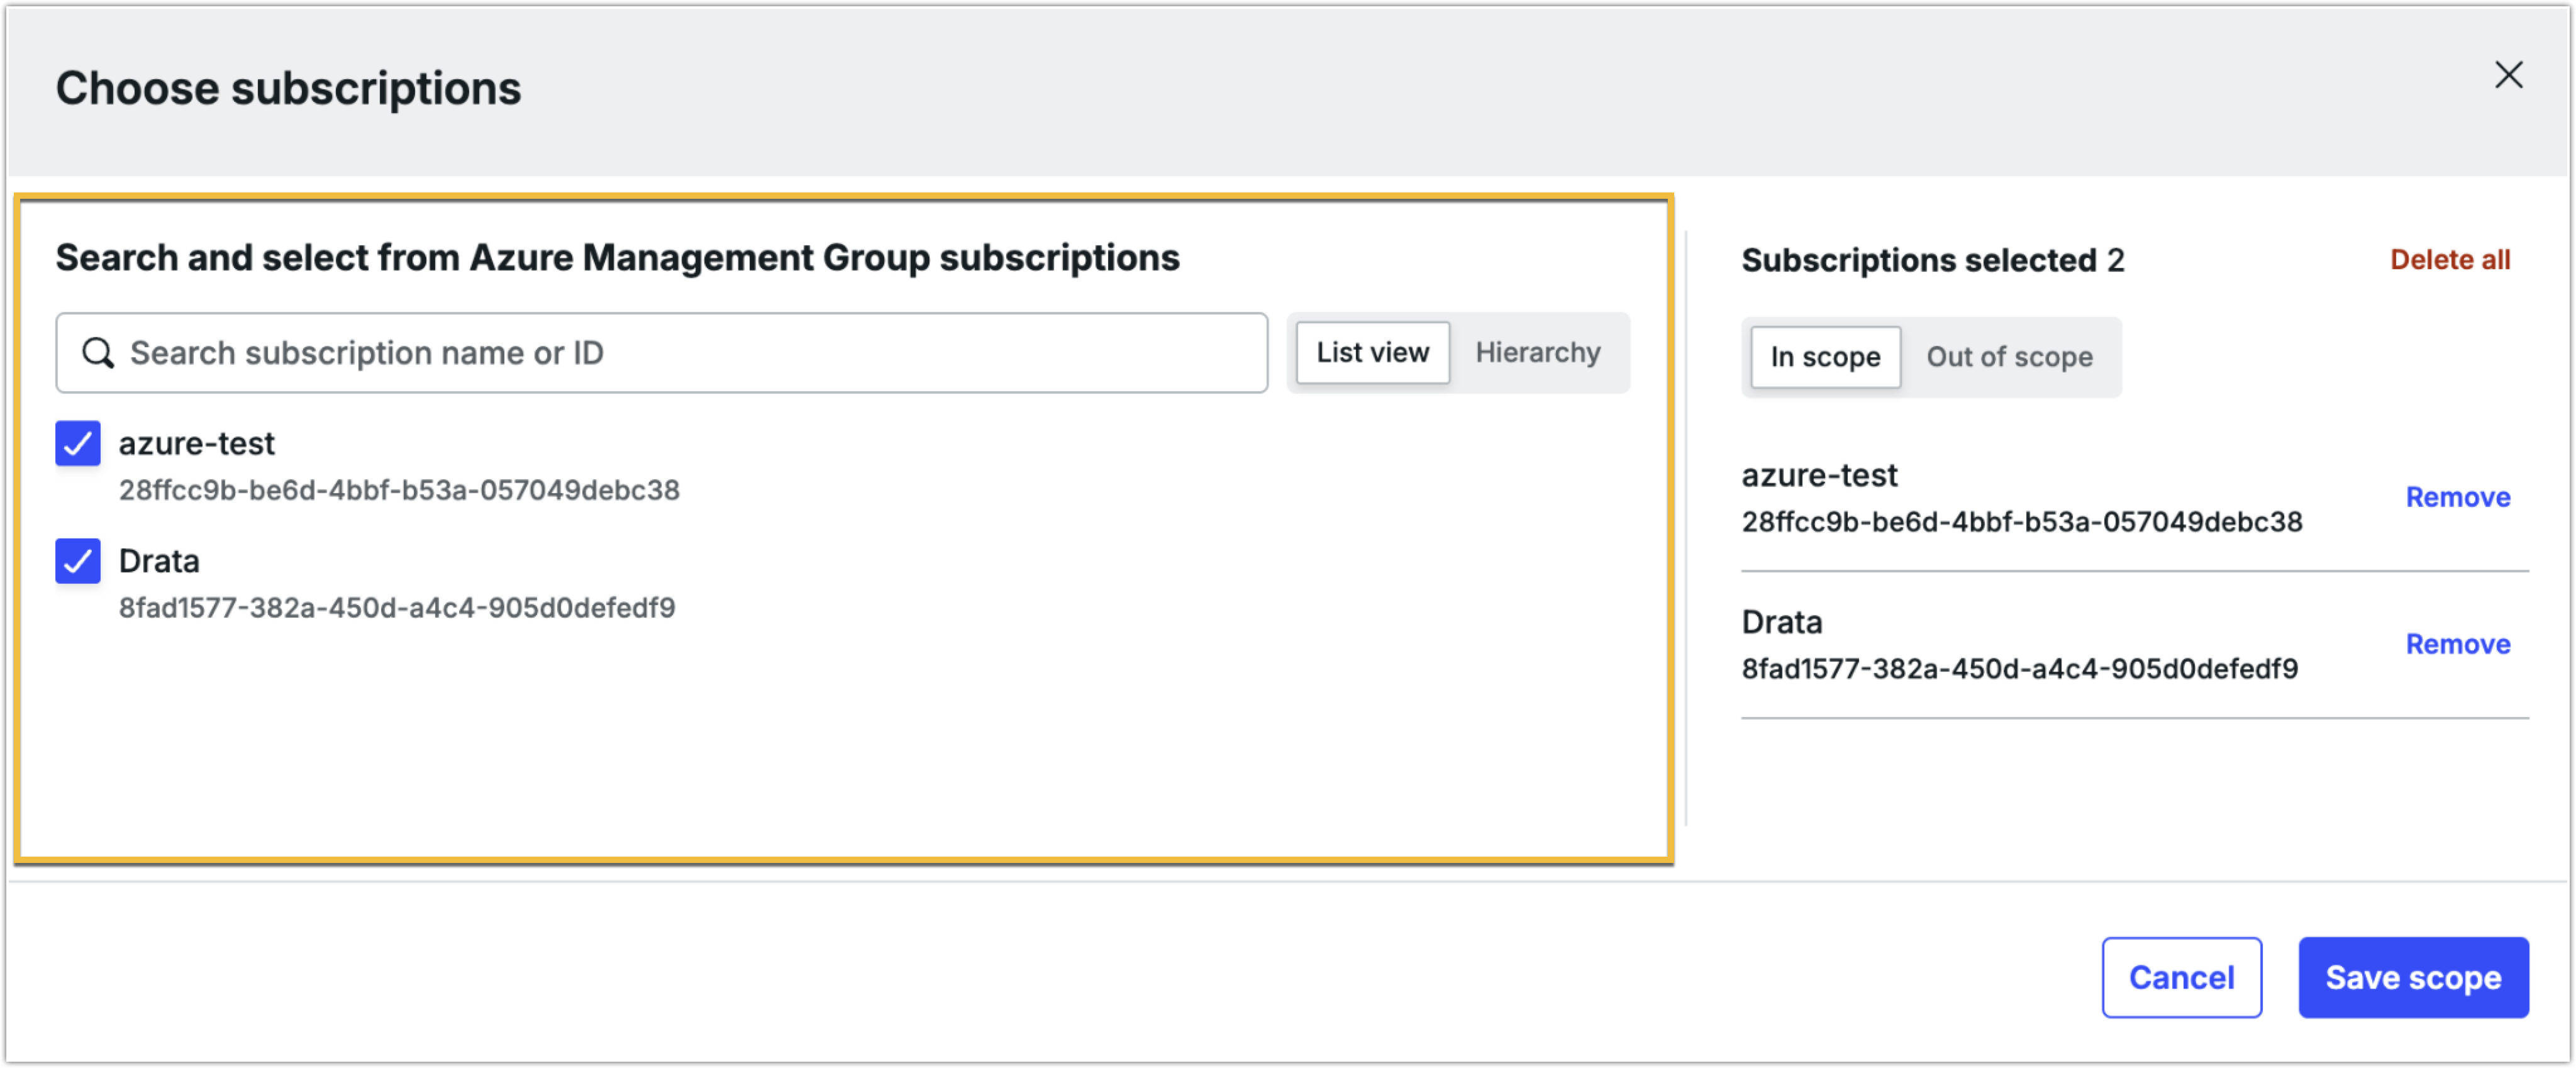 Choose subscriptions
Search and select from Azure Management Group subscriptions
Search subscription name or ID
List view
Hierarchy
azure-test
28ffcc9b-be6d-4bbf-b53a-057049debc38
Drata
8fad1577-382a-450d-a4c4-905d0defedf9
Subscriptions selected 2
Delete all
In scope
Out of scope
azure-test
28ffcc9b-be6d-4bbf-b53a-057049debc38
Remove
Drata
8fad1577-382a-450d-a4c4-905d0defedf9
Remove
Cancel
Save scope